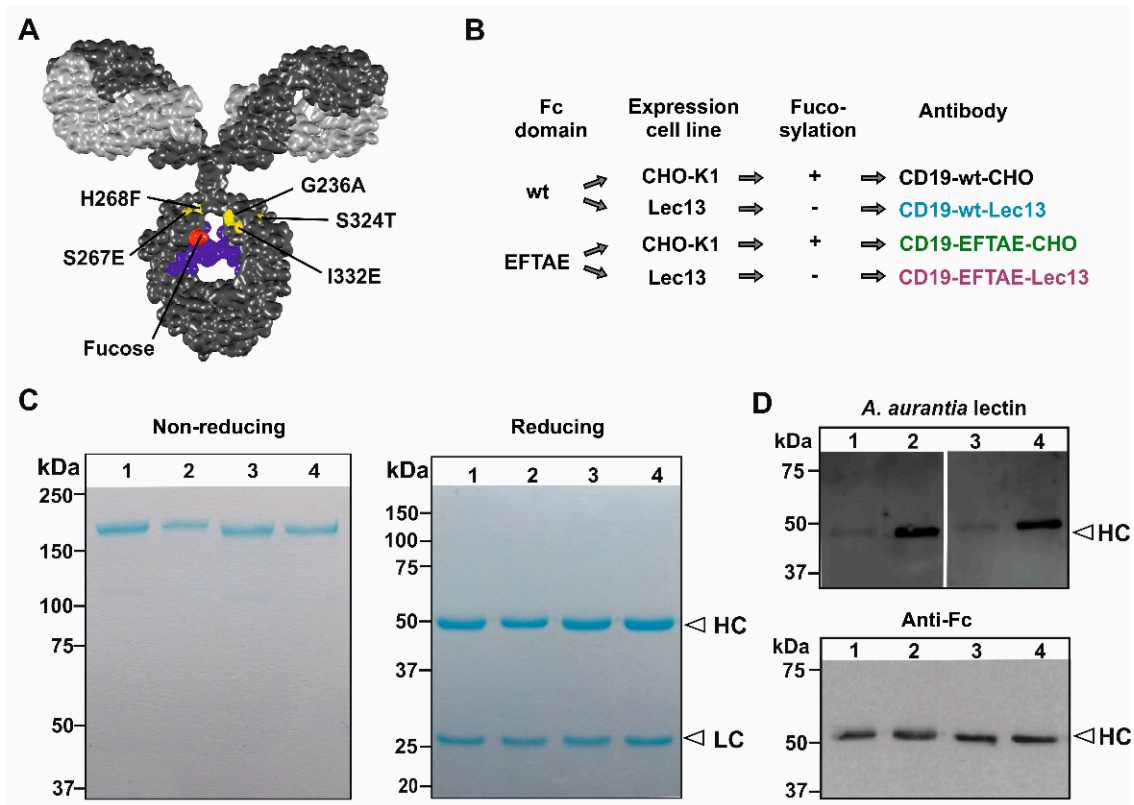 A
H268F
G236A
S324T
S267E
I332E
Fucose
B
Fc domain
Expression cell line
Fuco-sylation
Antibody
wt
CHO-K1
+
CD19-wt-CHO
Lec13
-
CD19-wt-Lec13
EFTAE
CHO-K1
+
CD19-EFTAE-CHO
Lec13
-
CD19-EFTAE-Lec13
C
Non-reducing
kDa
1 2 3 4
250
150
100
75
50
37
Reducing
kDa
1 2 3 4
150
100
75
50
HC
37
25
LC
20
D
A. aurantia lectin
kDa
1 2 3 4
75
50
HC
37
Anti-Fc
kDa
1 2 3 4
75
50
HC
37